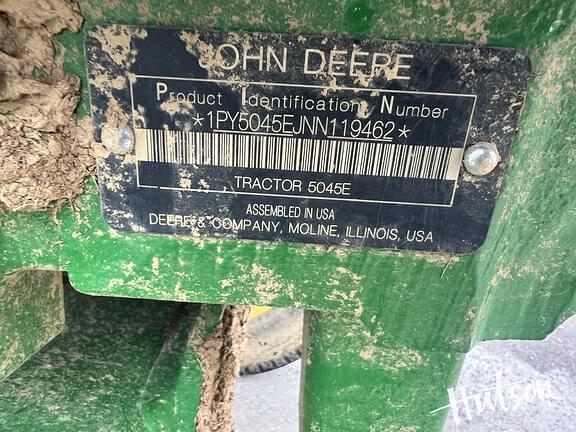 JOHN DEERE
Product Identification Number
*1PY5045EJNN119462*
TRACTOR 5045E
ASSEMBLED IN USA
DEERE & COMPANY, MOLINE, ILLINOIS, USA
Hutson